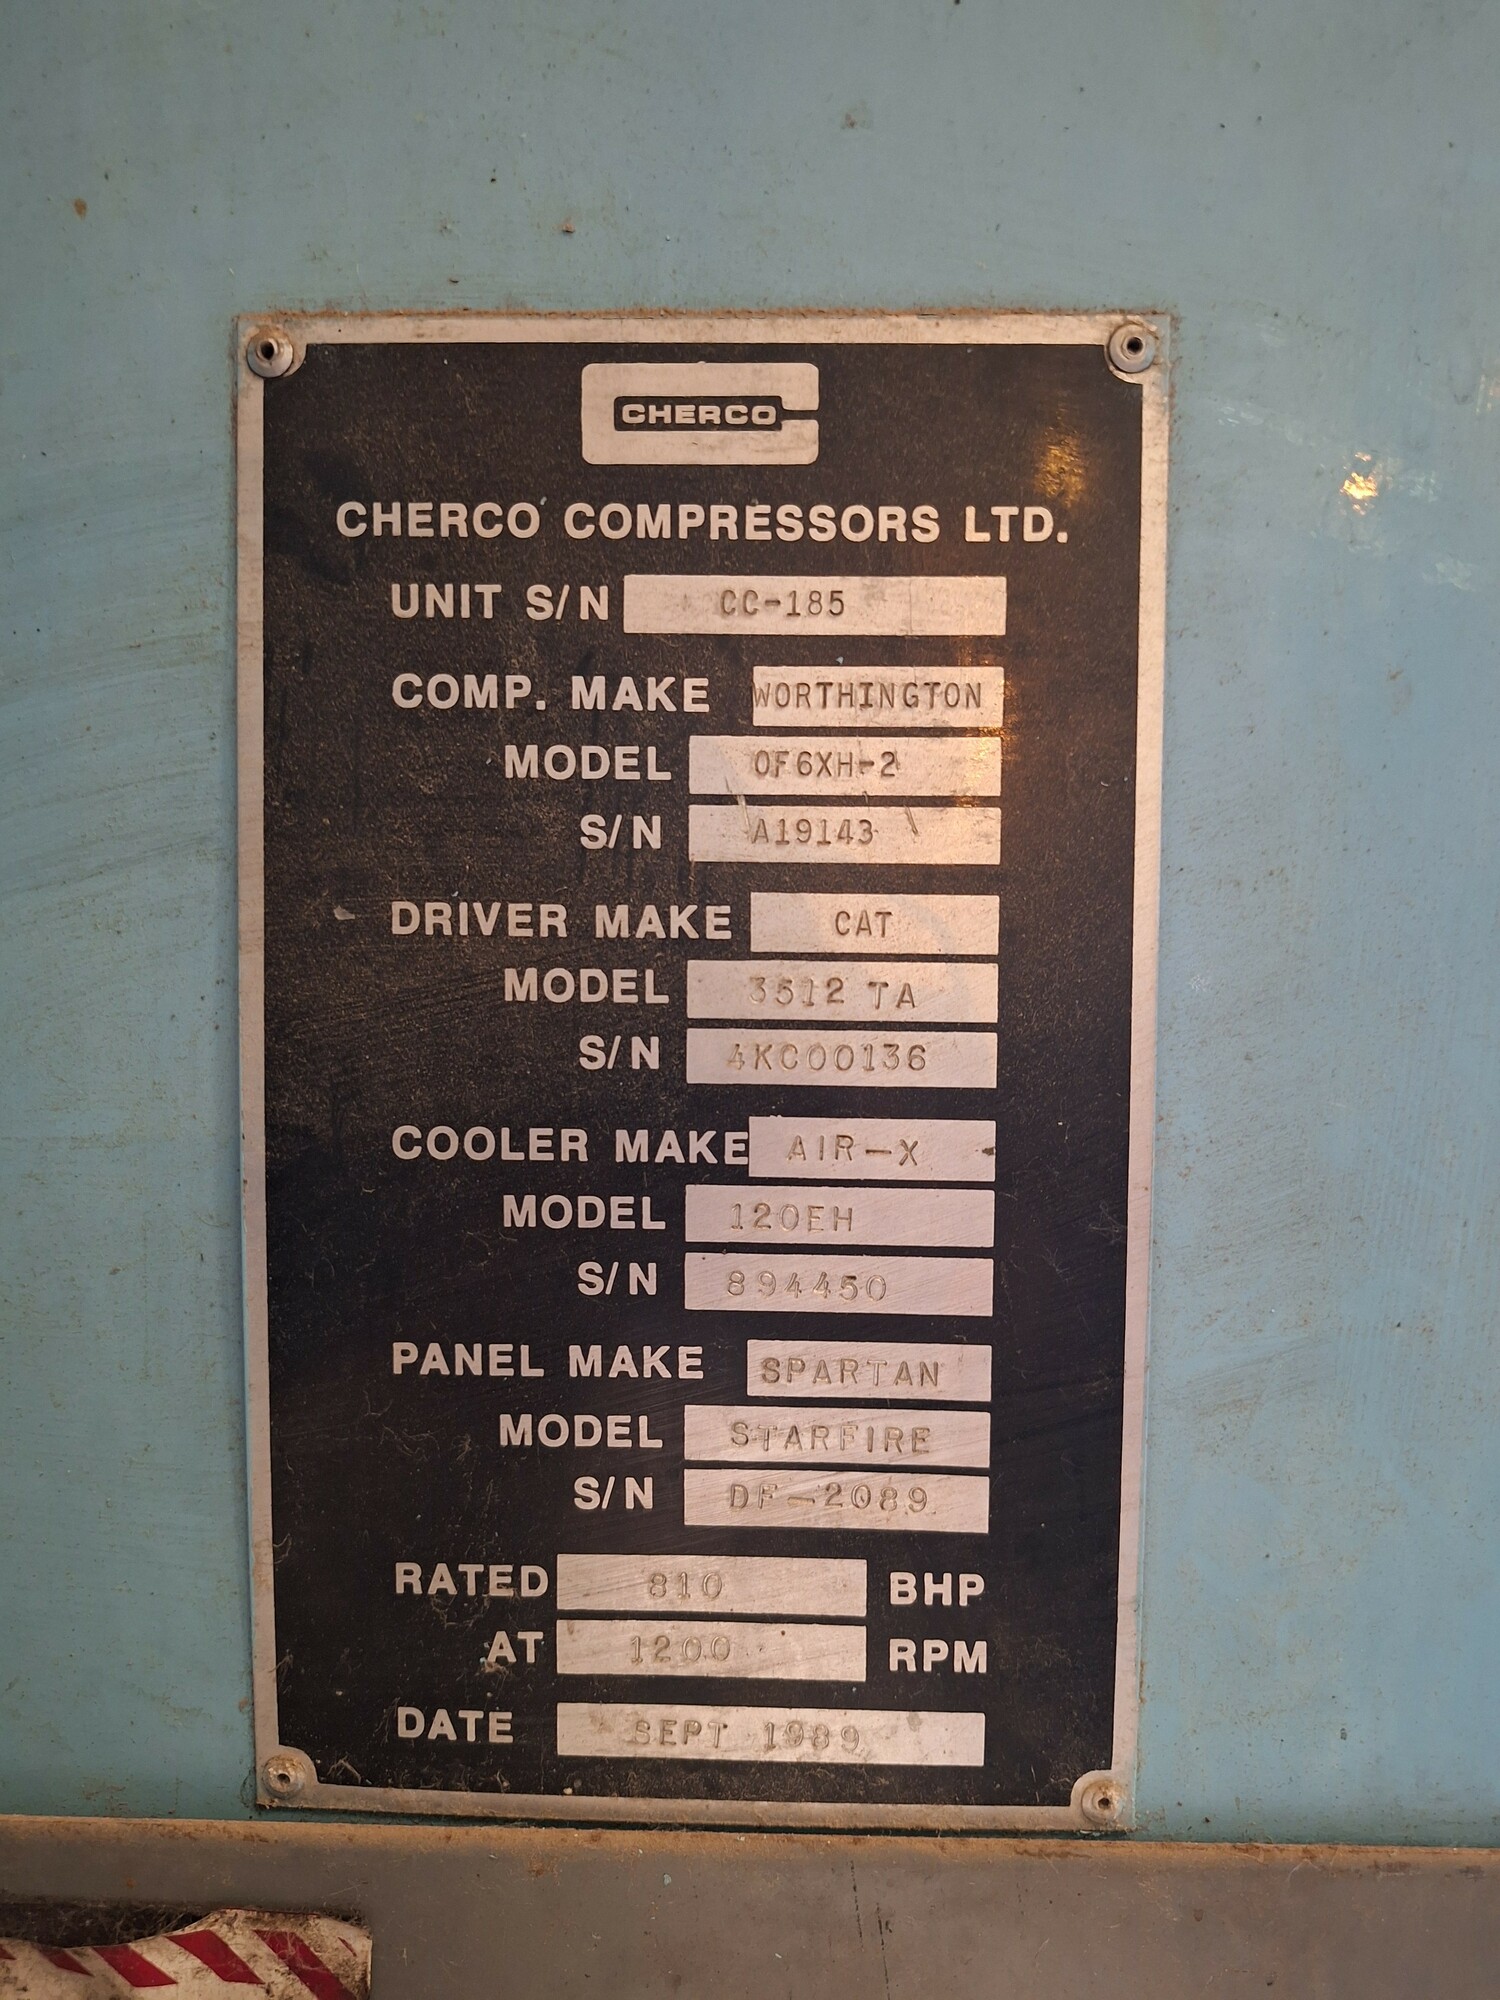 CHERCO
CHERCO COMPRESSORS LTD.
UNIT S/N CC-185
COMP. MAKE WORTHINGTON
MODEL OF6XH-2
S/N A19143
DRIVER MAKE CAT
MODEL 3512 TA
S/N 4KC00136
COOLER MAKE AIR-X
MODEL 120EH
S/N 894450
PANEL MAKE SPARTAN
MODEL STARFIRE
S/N DF-2089
RATED 810 BHP
AT 1200 RPM
DATE SEPT 1989